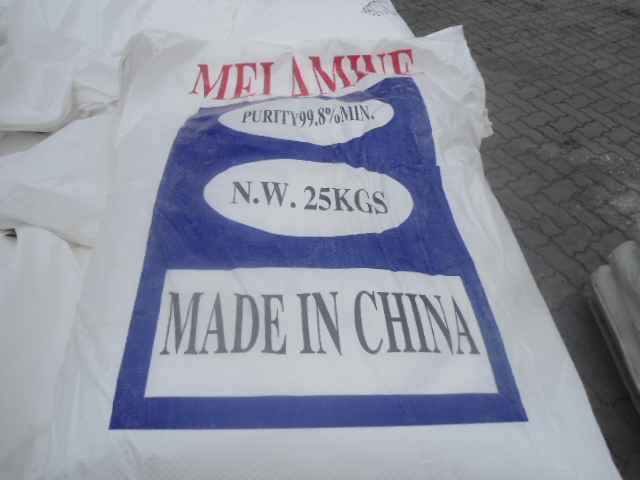 MELAMINE
PURITY99.8%MIN.
N.W. 25KGS
MADE IN CHINA